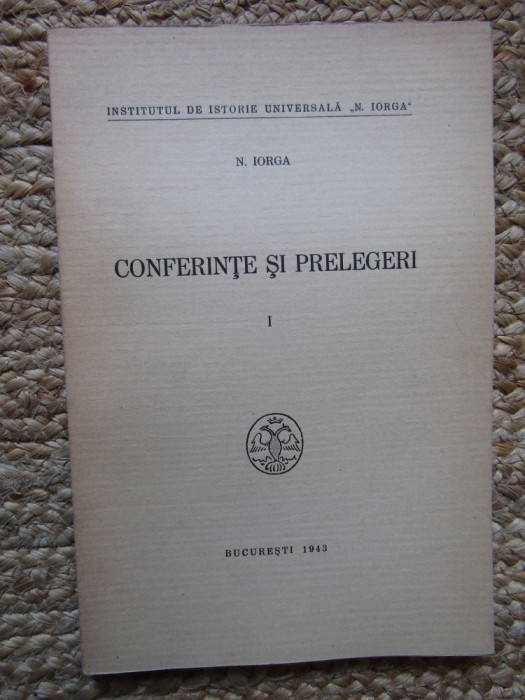 INSTITUTUL DE ISTORIE UNIVERSALĂ „N. IORGA“
N. IORGA
CONFERINŢE ŞI PRELEGERI
I
BUCUREŞTI 1943